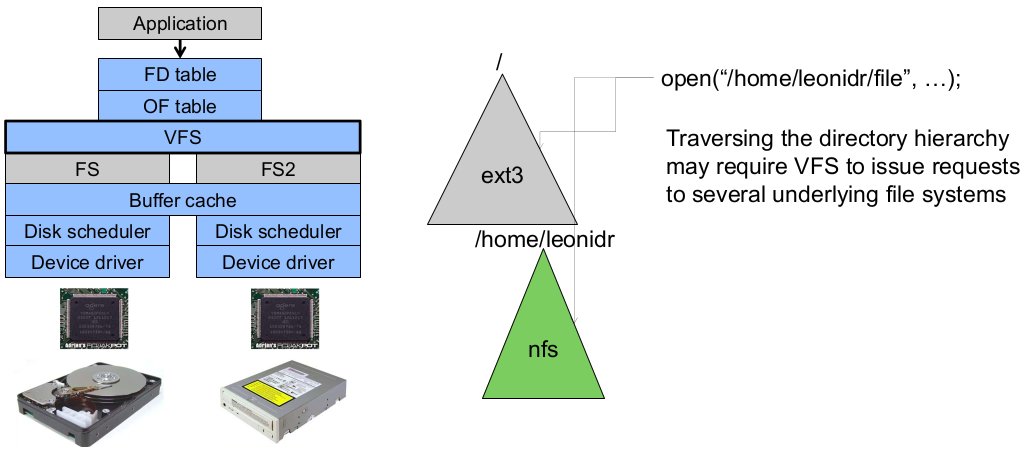 Application
FD table
OF table
VFS
FS
FS2
Buffer cache
Disk scheduler
Disk scheduler
Device driver
Device driver
/
ext3
/home/leonidr
nfs
open(“/home/leonidr/file”, …);
Traversing the directory hierarchy
may require VFS to issue requests
to several underlying file systems